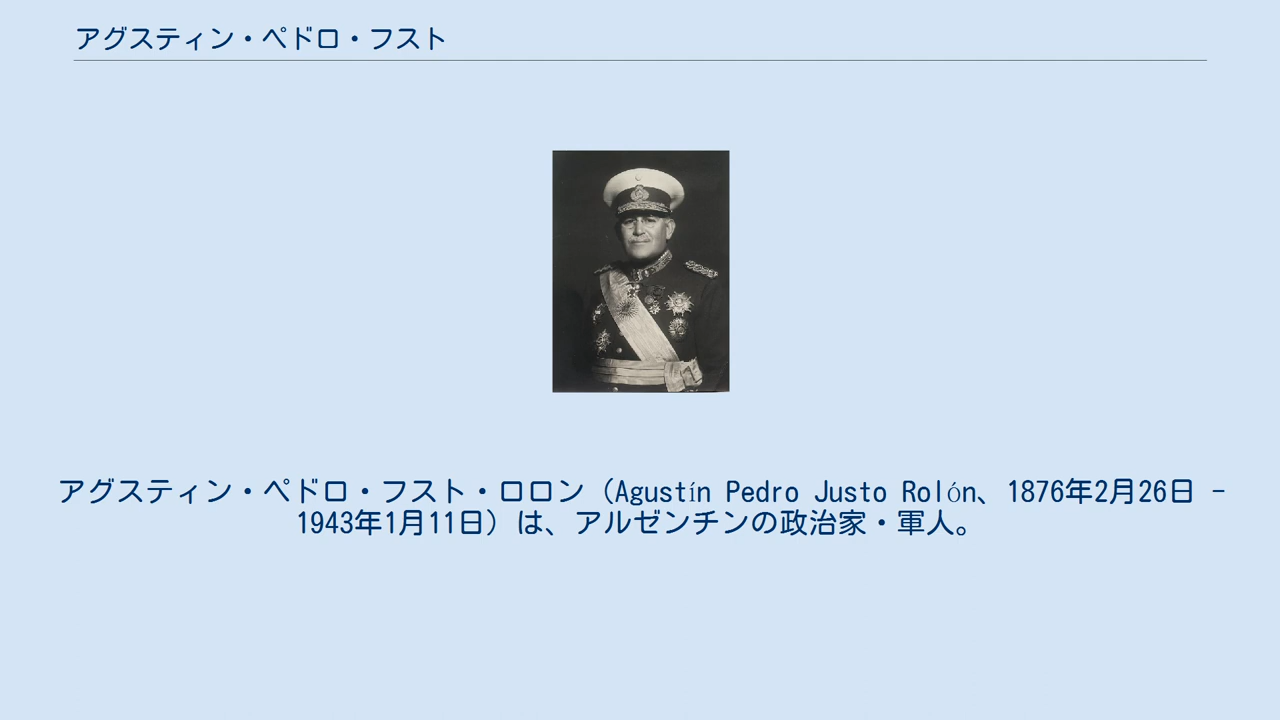 アグスティン・ペドロ・フスト
アグスティン・ペドロ・フスト・ロロン（Agustín Pedro Justo Rolón、1876年2月26日 -
1943年1月11日）は、アルゼンチンの政治家・軍人。